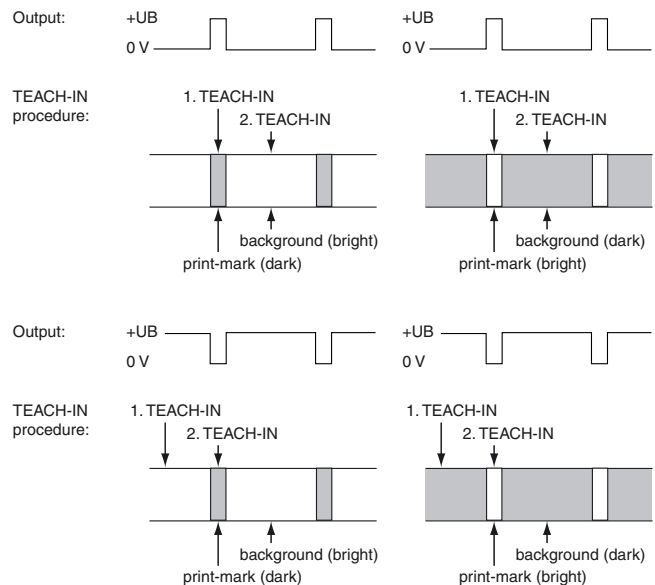 Output: +UB +UB
0 V 0 V
TEACH-IN 1. TEACH-IN 1. TEACH-IN
procedure: 2. TEACH-IN 2. TEACH-IN
background (bright) background (dark)
print-mark (dark) print-mark (bright)
Output: +UB +UB
0 V 0 V
TEACH-IN 1. TEACH-IN 1. TEACH-IN
procedure: 2. TEACH-IN 2. TEACH-IN
background (bright) background (dark)
print-mark (dark) print-mark (bright)